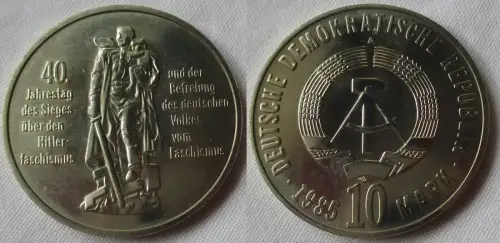 40.
Jahrestag
des Sieges
über den
Hitler-
faschismus
und der
Befreiung
des deutschen
Volkes
vom
Faschismus
DEUTSCHE DEMOKRATISCHE REPUBLIK
A
· 1985 10 MARK ·